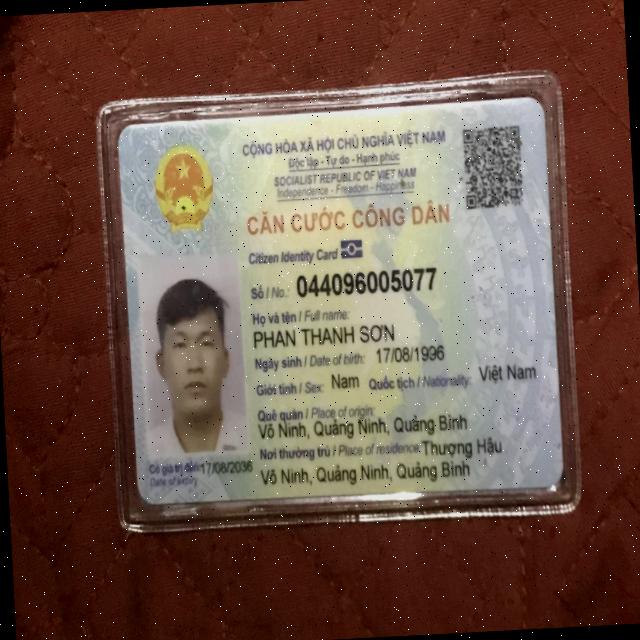 CỘNG HÒA XÃ HỘI CHỦ NGHĨA VIỆT NAM
Độc lập - Tự do - Hạnh phúc
SOCIALIST REPUBLIC OF VIET NAM
Independence - Freedom - Happiness
CĂN CƯỚC CÔNG DÂN
Citizen Identity Card
Số / No.: 044096005077
Họ và tên / Full name:
PHAN THANH SƠN
Ngày sinh / Date of birth: 17/08/1996
Giới tính / Sex: Nam Quốc tịch / Nationality: Việt Nam
Quê quán / Place of origin:
Võ Ninh, Quảng Ninh, Quảng Bình
Nơi thường trú / Place of residence: Thượng Hậu
Võ Ninh, Quảng Ninh, Quảng Bình
Có giá trị đến: 17/08/2036
Date of expiry